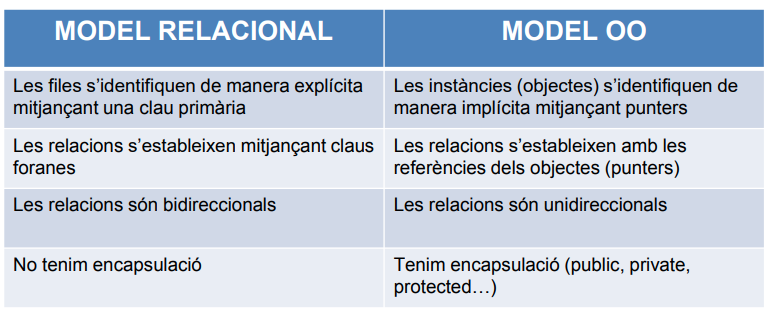 MODEL RELACIONAL
MODEL OO
Les files s’identifiquen de manera explícita
mitjançant una clau primària
Les instàncies (objectes) s’identifiquen de
manera implícita mitjançant punters
Les relacions s’estableixen mitjançant claus
foranes
Les relacions s’estableixen amb les
referències dels objectes (punters)
Les relacions són bidireccionals
Les relacions són unidireccionals
No tenim encapsulació
Tenim encapsulació (public, private,
protected…)